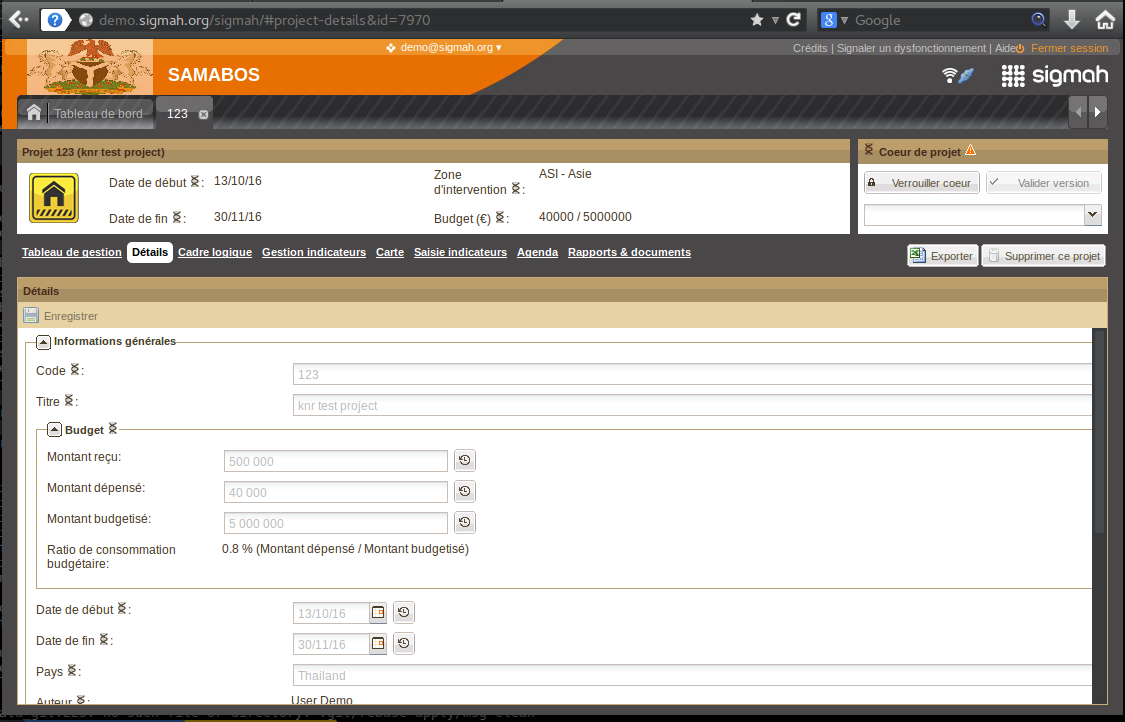 demo.sigmah.org/sigmah/#project-details&id=7970
Google
demo@sigmah.org
Crédits | Signaler un dysfonctionnement | Aide Fermer session
SAMABOS
sigmah
Tableau de bord
123
Projet 123 (knr test project)
Coeur de projet
Date de début :
13/10/16
Zone d'intervention :
ASI - Asie
Date de fin :
30/11/16
Budget (€) :
40000 / 5000000
Verrouiller coeur
Valider version
Tableau de gestion Détails Cadre logique Gestion indicateurs Carte Saisie indicateurs Agenda Rapports & documents
Exporter
Supprimer ce projet
Détails
Enregistrer
Informations générales
Code :
123
Titre :
knr test project
Budget
Montant reçu:
500 000
Montant dépensé:
40 000
Montant budgetisé:
5 000 000
Ratio de consommation
budgétaire:
0.8 % (Montant dépensé / Montant budgetisé)
Date de début :
13/10/16
Date de fin :
30/11/16
Pays :
Thailand
Auteur :
User Demo